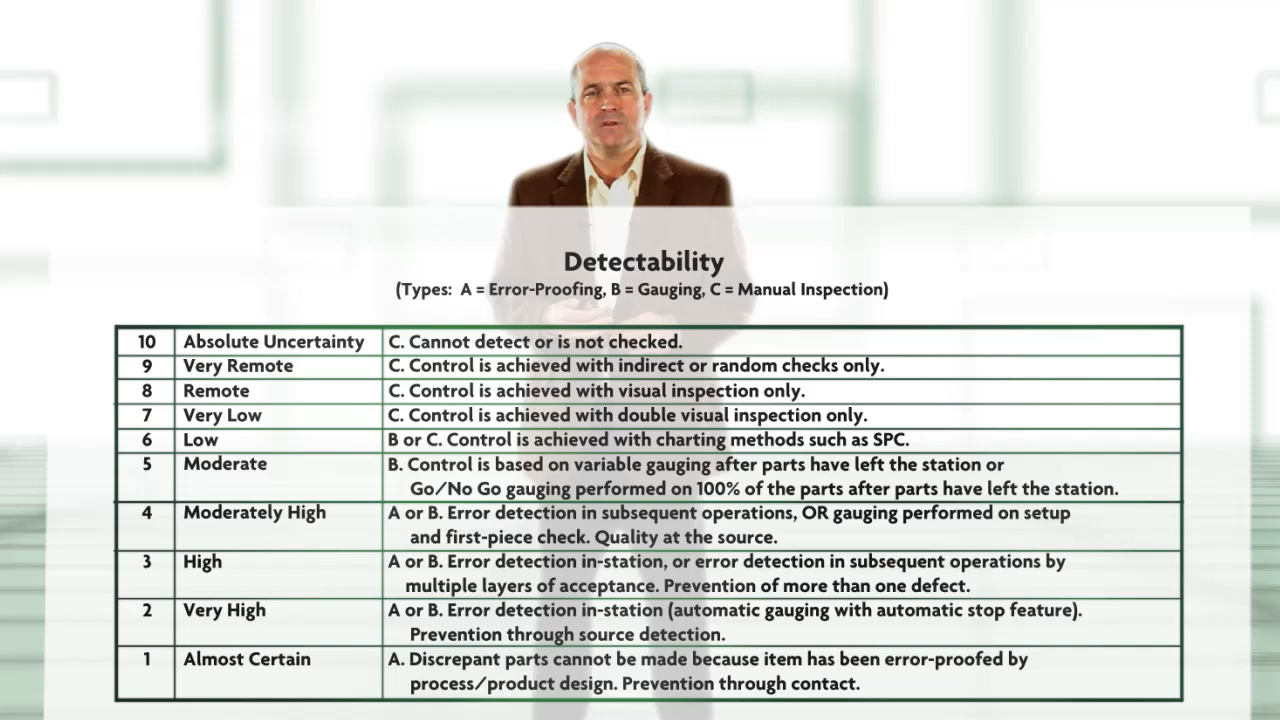 Detectability
(Types: A = Error-Proofing, B = Gauging, C = Manual Inspection)
10 Absolute Uncertainty C. Cannot detect or is not checked.
9 Very Remote C. Control is achieved with indirect or random checks only.
8 Remote C. Control is achieved with visual inspection only.
7 Very Low C. Control is achieved with double visual inspection only.
6 Low B or C. Control is achieved with charting methods such as SPC.
5 Moderate B. Control is based on variable gauging after parts have left the station or
Go/No Go gauging performed on 100% of the parts after parts have left the station.
4 Moderately High A or B. Error detection in subsequent operations, OR gauging performed on setup
and first-piece check. Quality at the source.
3 High A or B. Error detection in-station, or error detection in subsequent operations by
multiple layers of acceptance. Prevention of more than one defect.
2 Very High A or B. Error detection in-station (automatic gauging with automatic stop feature).
Prevention through source detection.
1 Almost Certain A. Discrepant parts cannot be made because item has been error-proofed by
process/product design. Prevention through contact.